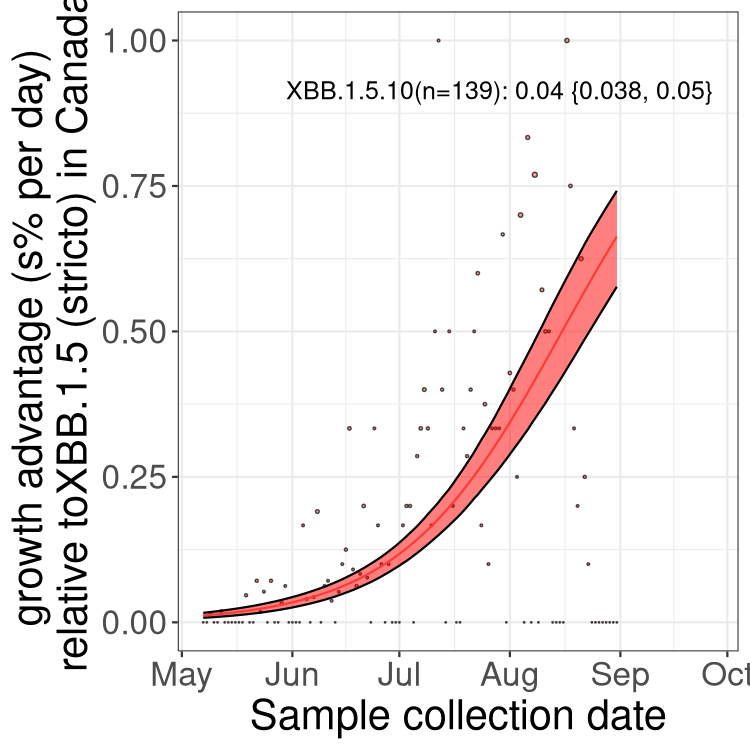 growth advantage (s% per day)
relative toXBB.1.5 (stricto) in Canada
1.00
0.75
0.50
0.25
0.00
XBB.1.5.10(n=139): 0.04 {0.038, 0.05}
May Jun Jul Aug Sep Oct
Sample collection date